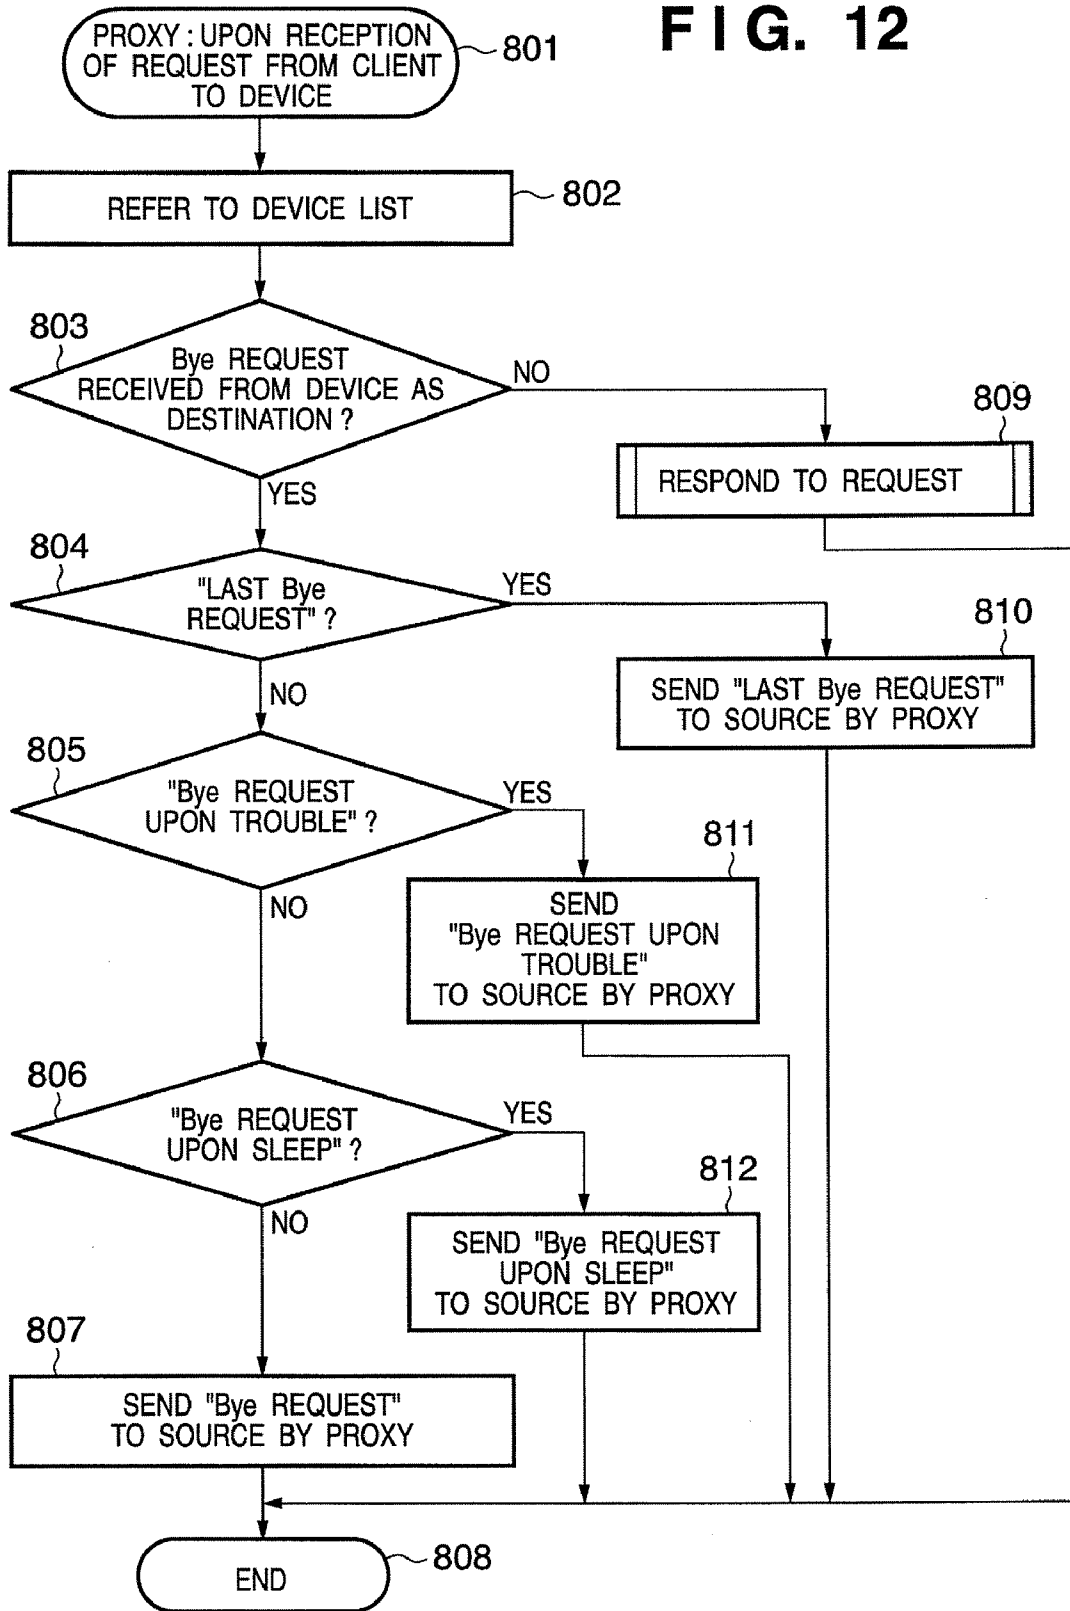 FIG. 12
PROXY : UPON RECEPTION
OF REQUEST FROM CLIENT
TO DEVICE
801
REFER TO DEVICE LIST
802
803
Bye REQUEST
RECEIVED FROM DEVICE AS
DESTINATION ?
NO
YES
809
RESPOND TO REQUEST
804
"LAST Bye
REQUEST" ?
YES
NO
810
SEND "LAST Bye REQUEST"
TO SOURCE BY PROXY
805
"Bye REQUEST
UPON TROUBLE" ?
YES
NO
811
SEND
"Bye REQUEST UPON
TROUBLE"
TO SOURCE BY PROXY
806
"Bye REQUEST
UPON SLEEP" ?
YES
NO
812
SEND "Bye REQUEST
UPON SLEEP"
TO SOURCE BY PROXY
807
SEND "Bye REQUEST"
TO SOURCE BY PROXY
END
808